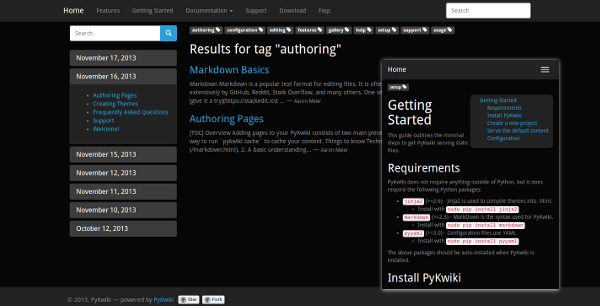 Home Features Getting Started Documentation Support Download Faqs Search
Search
November 17, 2013
November 16, 2013
Authoring Pages
Creating Themes
Frequently Asked Questions
Support
Welcome!
November 15, 2013
November 12, 2013
November 11, 2013
November 10, 2013
October 12, 2013
authoring configuration editing features gallery help setup support usage
Results for tag "authoring"
Markdown Basics
Markdown Markdown is a popular text format for editing files. It is
extensively by GitHub, Reddit, Stack Overflow, and many others. One
[give it a try](https://stackedit.io)! ... — Aaron Meier
Authoring Pages
[TOC] Overview Adding pages to your PyKwiki consists of two main
way to run `pykwiki cache` to cache your content. Things to know
(/markdown.html). 2. A basic understanding... — Aaron Meier
Home
setup
Getting
Started
This guide outlines the minimal
steps to get PyKwiki serving static
files.
Getting Started
Requirements
Install PyKwiki
Create a new project
Serve the default content
Configuration
Requirements
PyKwiki does not require anything outside of Python, but it does
require the following Python packages:
jinja2 (>=2.6) - Jinja2 is used to compile themes into .html.
Install with sudo pip install jinja2
markdown (>=2.3) - MarkDown is the syntax used for PyKwiki.
Install with sudo pip install markdown
pyyaml (>=3.0) - Configuration files use YAML
Install with sudo pip install pyyaml
The above packages should be auto-installed when PyKwiki is
installed.
Install PyKwiki
© 2013, PyKwiki — powered by PyKwiki Star Fork